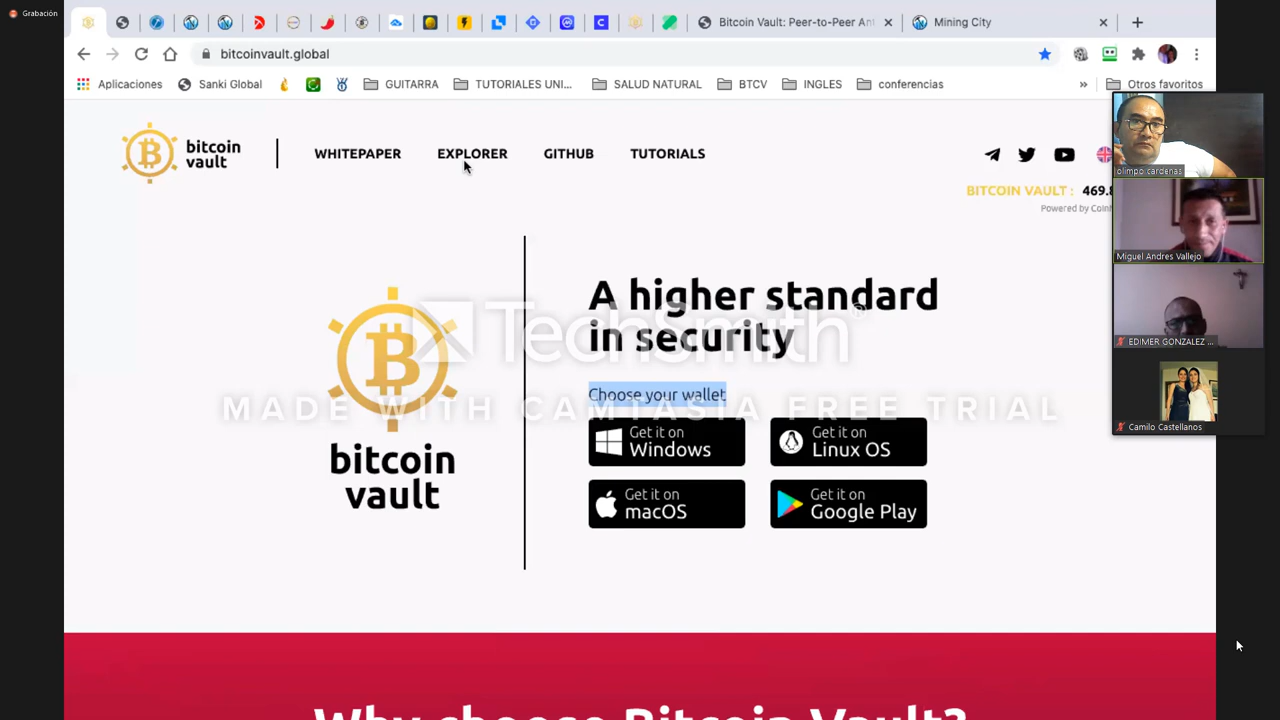 Grabación
Bitcoin Vault: Peer-to-Peer Ant
Mining City
bitcoinvault.global
Aplicaciones
Sanki Global
GUITARRA
TUTORIALES UNI...
SALUD NATURAL
BTCV
INGLES
conferencias
»
Otros favoritos
bitcoin
vault
WHITEPAPER
EXPLORER
GITHUB
TUTORIALS
BITCOIN VAULT : 469.8
Powered by Coin
olimpo cardenas
Miguel Andres Vallejo
EDIMER GONZALEZ ...
Camilo Castellanos
A higher standard
in security
TechSmith®
Choose your wallet
MADE WITH CAMTASIA FREE TRIAL
Get it on
Windows
Get it on
Linux OS
Get it on
macOS
Get it on
Google Play
bitcoin
vault
Why choose Bitcoin Vault?